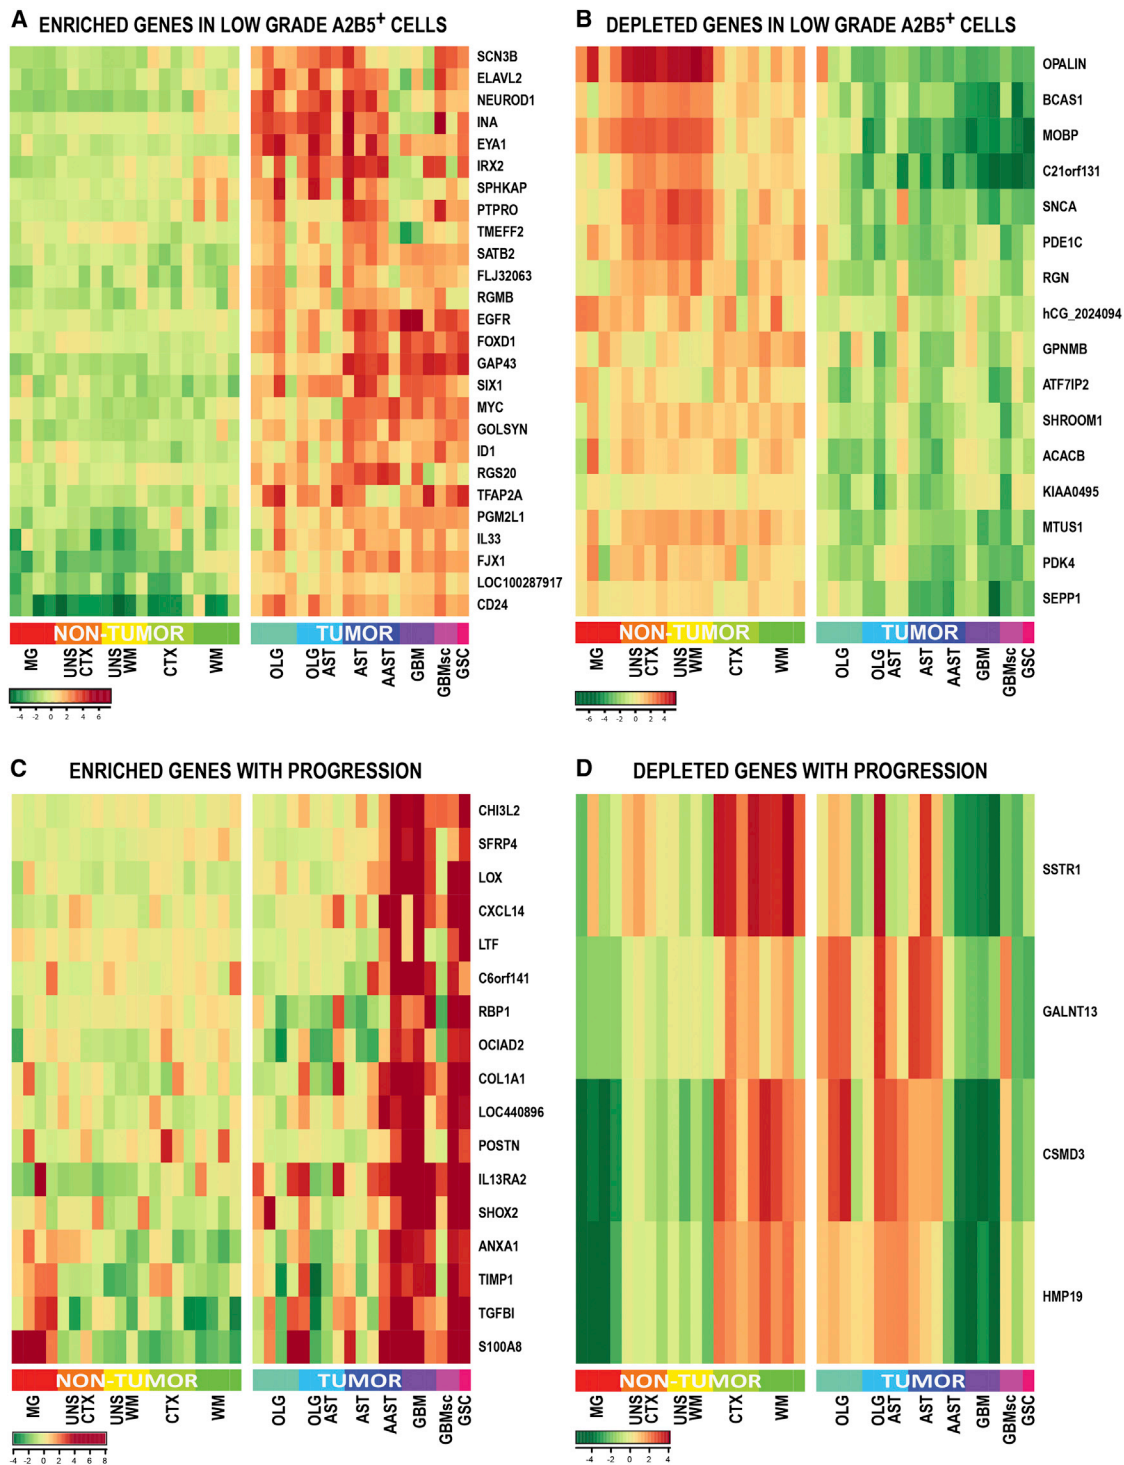 A ENRICHED GENES IN LOW GRADE A2B5+ CELLS
SCN3B
ELAVL2
NEUROD1
INA
EYA1
IRX2
SPHKAP
PTPRO
TMEFF2
SATB2
FLJ32063
RGMB
EGFR
FOXD1
GAP43
SIX1
MYC
GOLSYN
ID1
RGS20
TFAP2A
PGM2L1
IL33
FJX1
LOC100287917
CD24
NON-TUMOR TUMOR
MG UNS CTX UNS WM CTX WM OLG OLG AST AST AAST GBM GBMsc GSC
-4 -2 0 2 4 6
B DEPLETED GENES IN LOW GRADE A2B5+ CELLS
OPALIN
BCAS1
MOBP
C21orf131
SNCA
PDE1C
RGN
hCG_2024094
GPNMB
ATF7IP2
SHROOM1
ACACB
KIAA0495
MTUS1
PDK4
SEPP1
NON-TUMOR TUMOR
MG UNS CTX UNS WM CTX WM OLG OLG AST AST AAST GBM GBMsc GSC
-6 -4 -2 0 2 4
C ENRICHED GENES WITH PROGRESSION
CHI3L2
SFRP4
LOX
CXCL14
LTF
C6orf141
RBP1
OCIAD2
COL1A1
LOC440896
POSTN
IL13RA2
SHOX2
ANXA1
TIMP1
TGFBI
S100A8
NON-TUMOR TUMOR
MG UNS CTX UNS WM CTX WM OLG OLG AST AST AAST GBM GBMsc GSC
-4 -2 0 2 4 6 8
D DEPLETED GENES WITH PROGRESSION
SSTR1
GALNT13
CSMD3
HMP19
NON-TUMOR TUMOR
MG UNS CTX UNS WM CTX WM OLG OLG AST AST AAST GBM GBMsc GSC
-4 -2 0 2 4